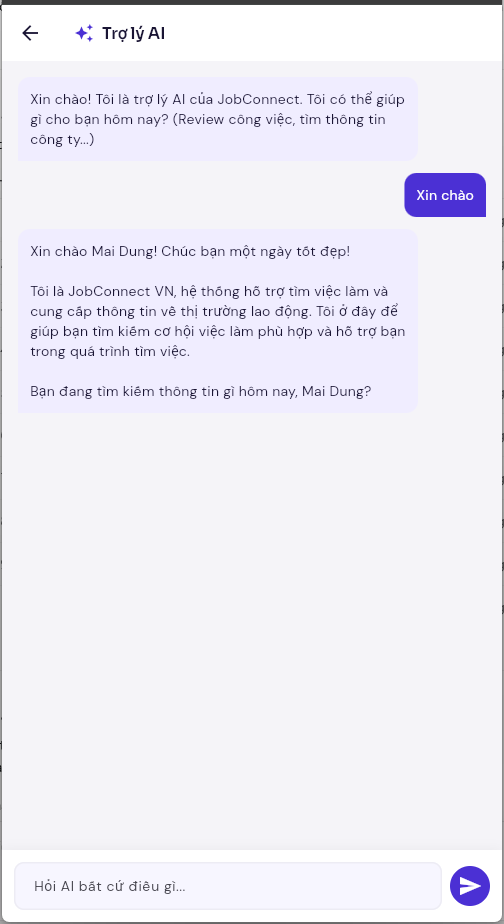 Trợ lý AI
Xin chào! Tôi là trợ lý AI của JobConnect. Tôi có thể giúp
gì cho bạn hôm nay? (Review công việc, tìm thông tin
công ty...)
Xin chào
Xin chào Mai Dung! Chúc bạn một ngày tốt đẹp!
Tôi là JobConnect VN, hệ thống hỗ trợ tìm việc làm và
cung cấp thông tin về thị trường lao động. Tôi ở đây để
giúp bạn tìm kiếm cơ hội việc làm phù hợp và hỗ trợ bạn
trong quá trình tìm việc.
Bạn đang tìm kiếm thông tin gì hôm nay, Mai Dung?
Hỏi AI bất cứ điều gì...